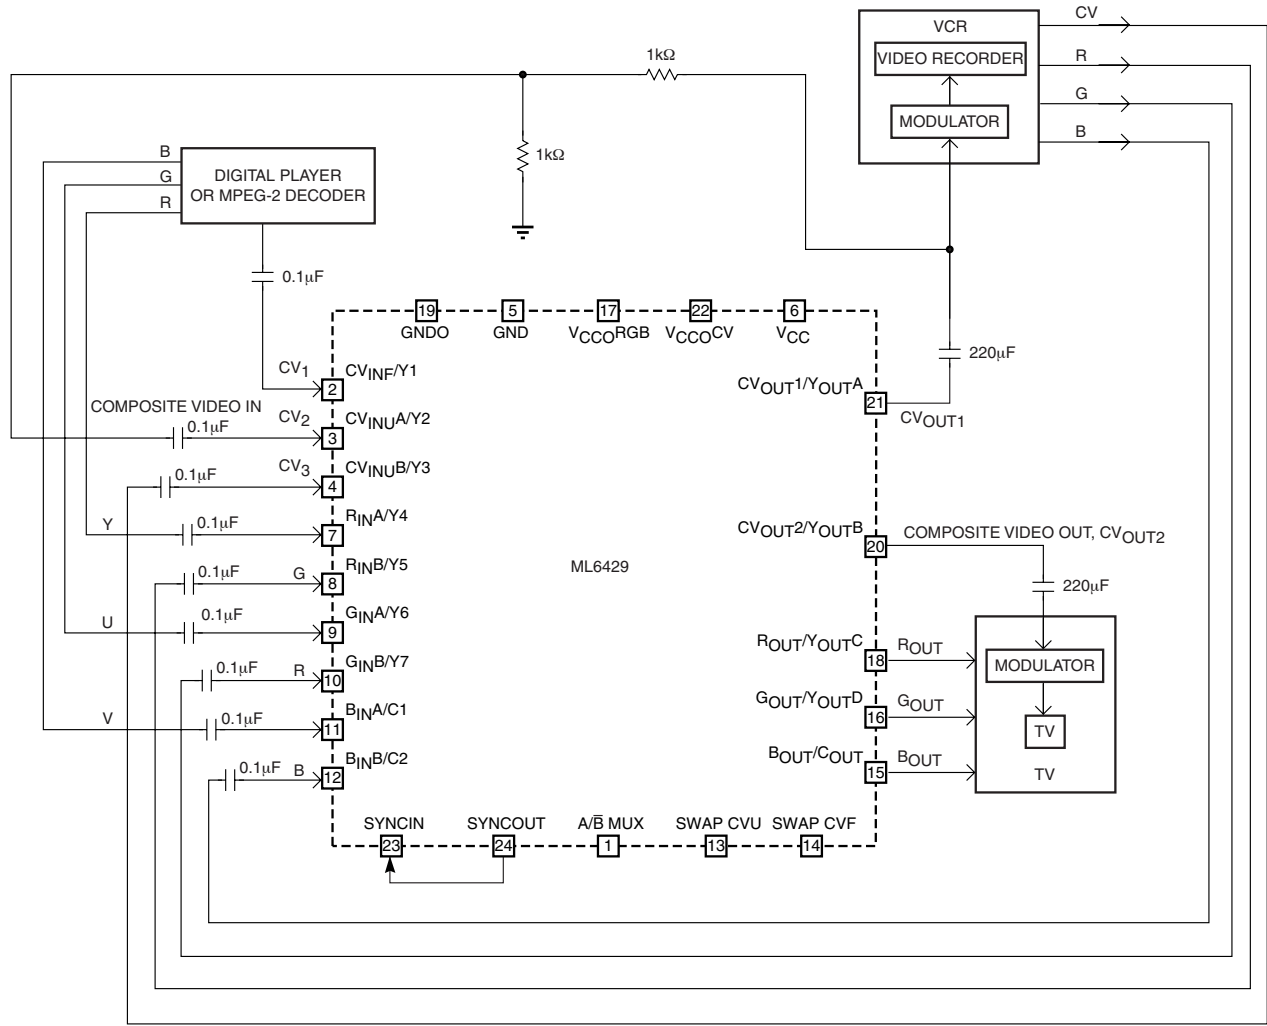 CV
VCR
1kΩ
VIDEO RECORDER
R
G
MODULATOR
B
1kΩ
B
G
R
DIGITAL PLAYER
OR MPEG-2 DECODER
0.1µF
19
5
17
22
6
GNDO
GND
VCCORGB
VCCOCV
VCC
220µF
CV1
CVINF/Y1
2
CVOUT1/YOUTA
21
CVOUT1
COMPOSITE VIDEO IN
0.1µF
CV2
CVINUA/Y2
3
0.1µF
CV3
CVINUB/Y3
4
Y
0.1µF
RINA/Y4
7
CVOUT2/YOUTB
20
COMPOSITE VIDEO OUT, CVOUT2
0.1µF
G
RINB/Y5
8
ML6429
220µF
U
0.1µF
GINA/Y6
9
ROUT/YOUTC
18
ROUT
MODULATOR
0.1µF
R
GINB/Y7
10
GOUT/YOUTD
16
GOUT
V
0.1µF
BINA/C1
11
TV
0.1µF
B
BINB/C2
12
BOUT/COUT
15
BOUT
TV
SYNCIN
SYNCOUT
A/B̅ MUX
SWAP CVU
SWAP CVF
23
24
1
13
14